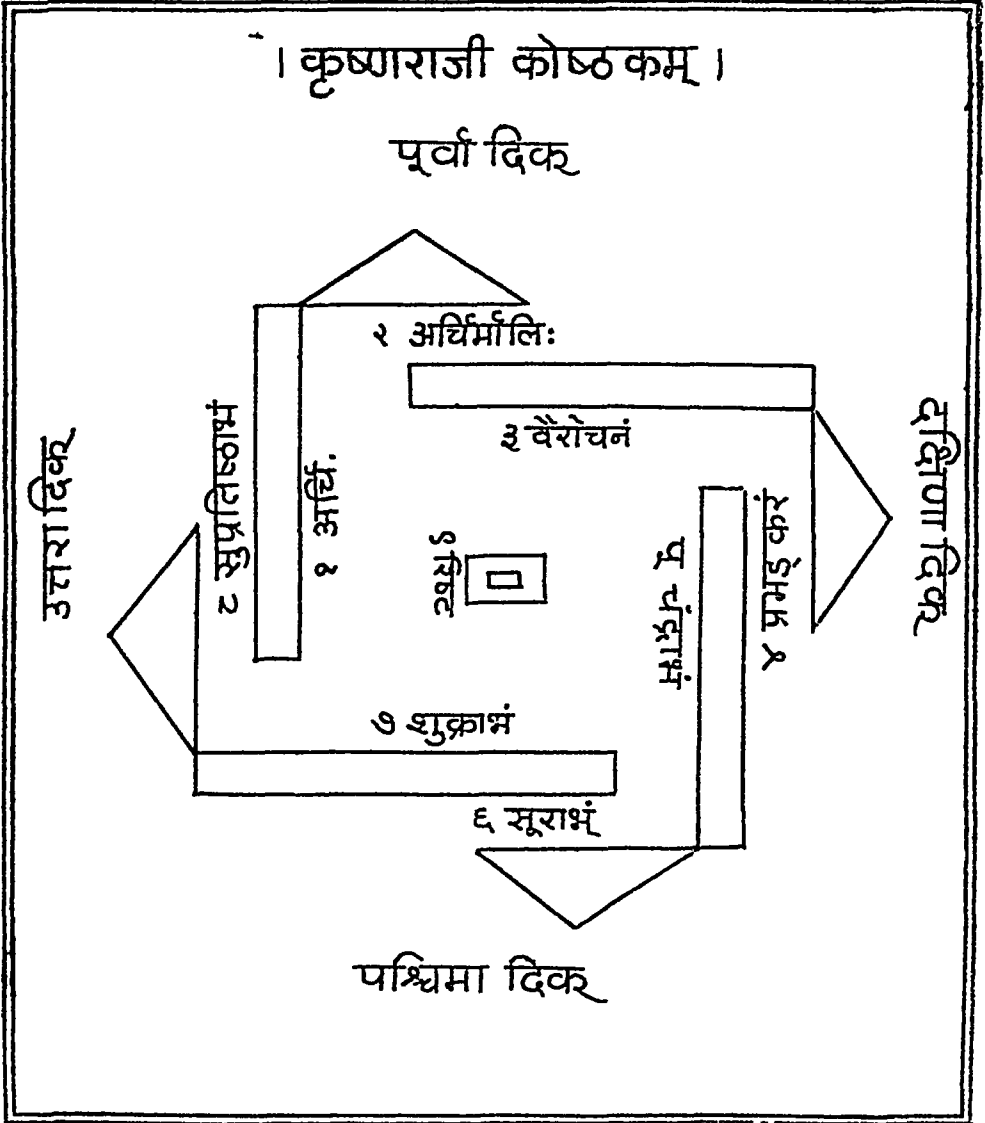 । कृष्णराजी कोष्ठकम् ।
पूर्वा दिक्
२ अर्चिर्मालिः
३ वैरोचनं
दक्षिणा दिक्
४ प्रभङ्करं
५ चंद्राभं
१ अर्चि.
८ सुप्रतिष्ठाभं
उत्तरा दिक्
रिष्ट ९
७ शुक्राभं
६ सूराभं
पश्चिमा दिक्